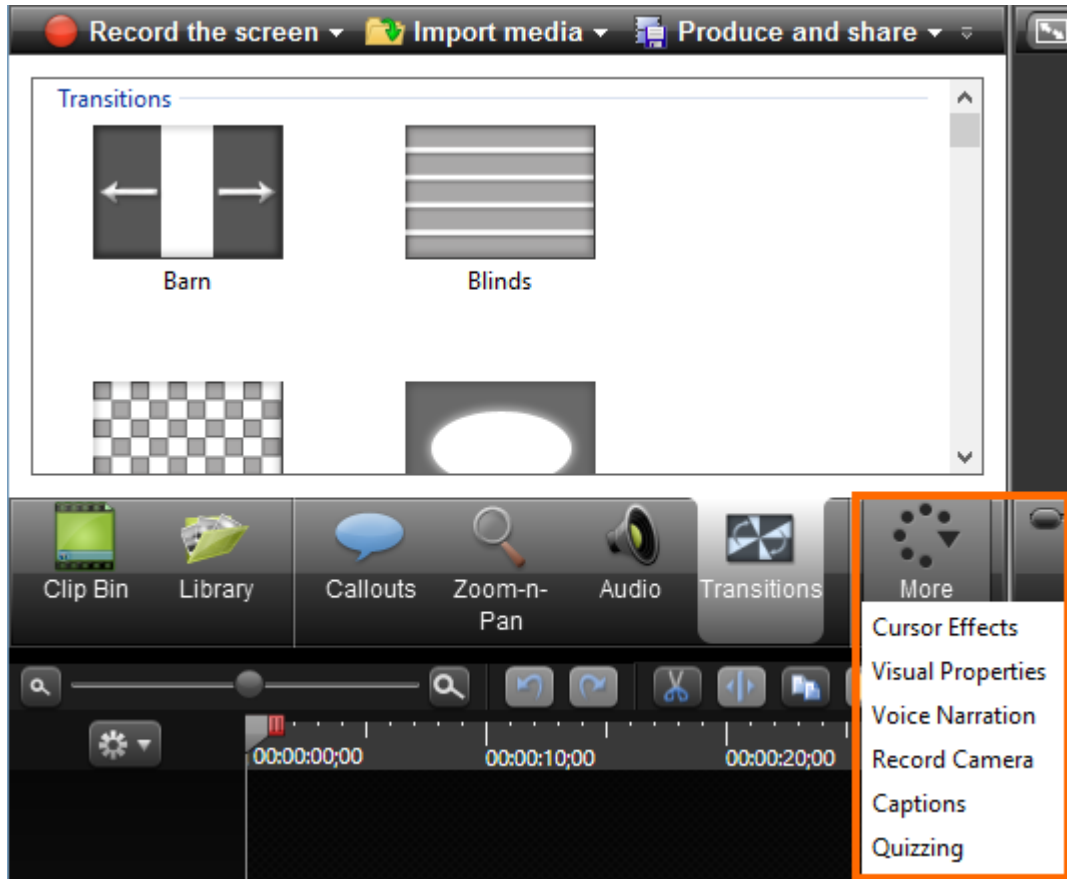 Record the screen Import media Produce and share
Transitions
Barn Blinds
Clip Bin Library Callouts Zoom-n-
Pan Audio Transitions More
Cursor Effects
Visual Properties
Voice Narration
Record Camera
Captions
Quizzing
00:00:00;00 00:00:10;00 00:00:20;00